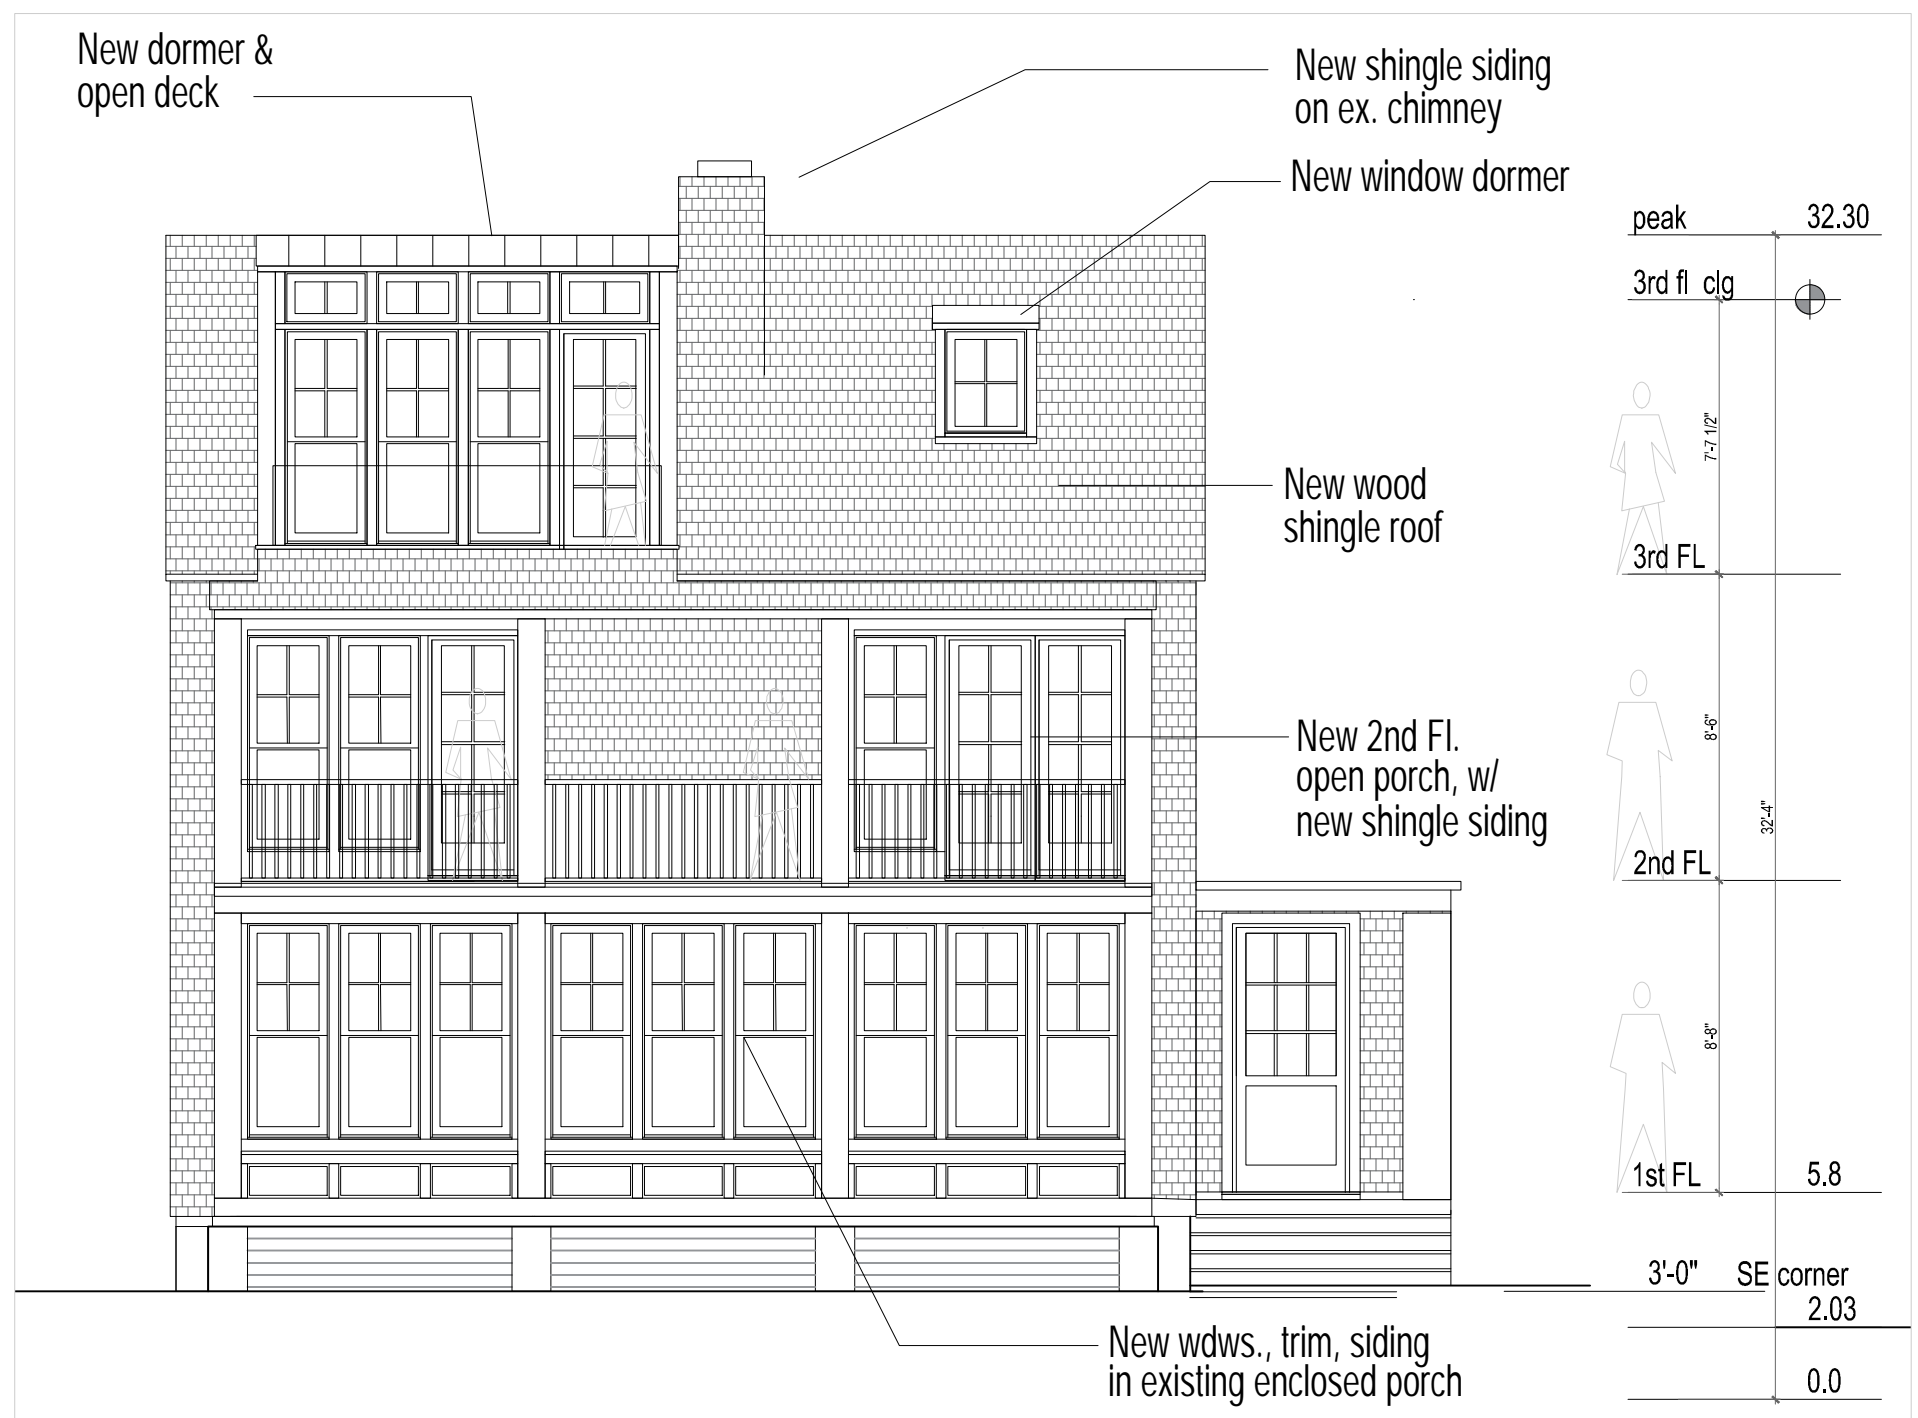 New dormer &
open deck
New shingle siding
on ex. chimney
New window dormer
peak 32.30
3rd fl clg
7'-7 1/2"
New wood
shingle roof
3rd FL
8'-6"
New 2nd Fl.
open porch, w/
new shingle siding
32'-4"
2nd FL
8'-8"
1st FL 5.8
3'-0" SE corner
2.03
New wdws., trim, siding
in existing enclosed porch
0.0